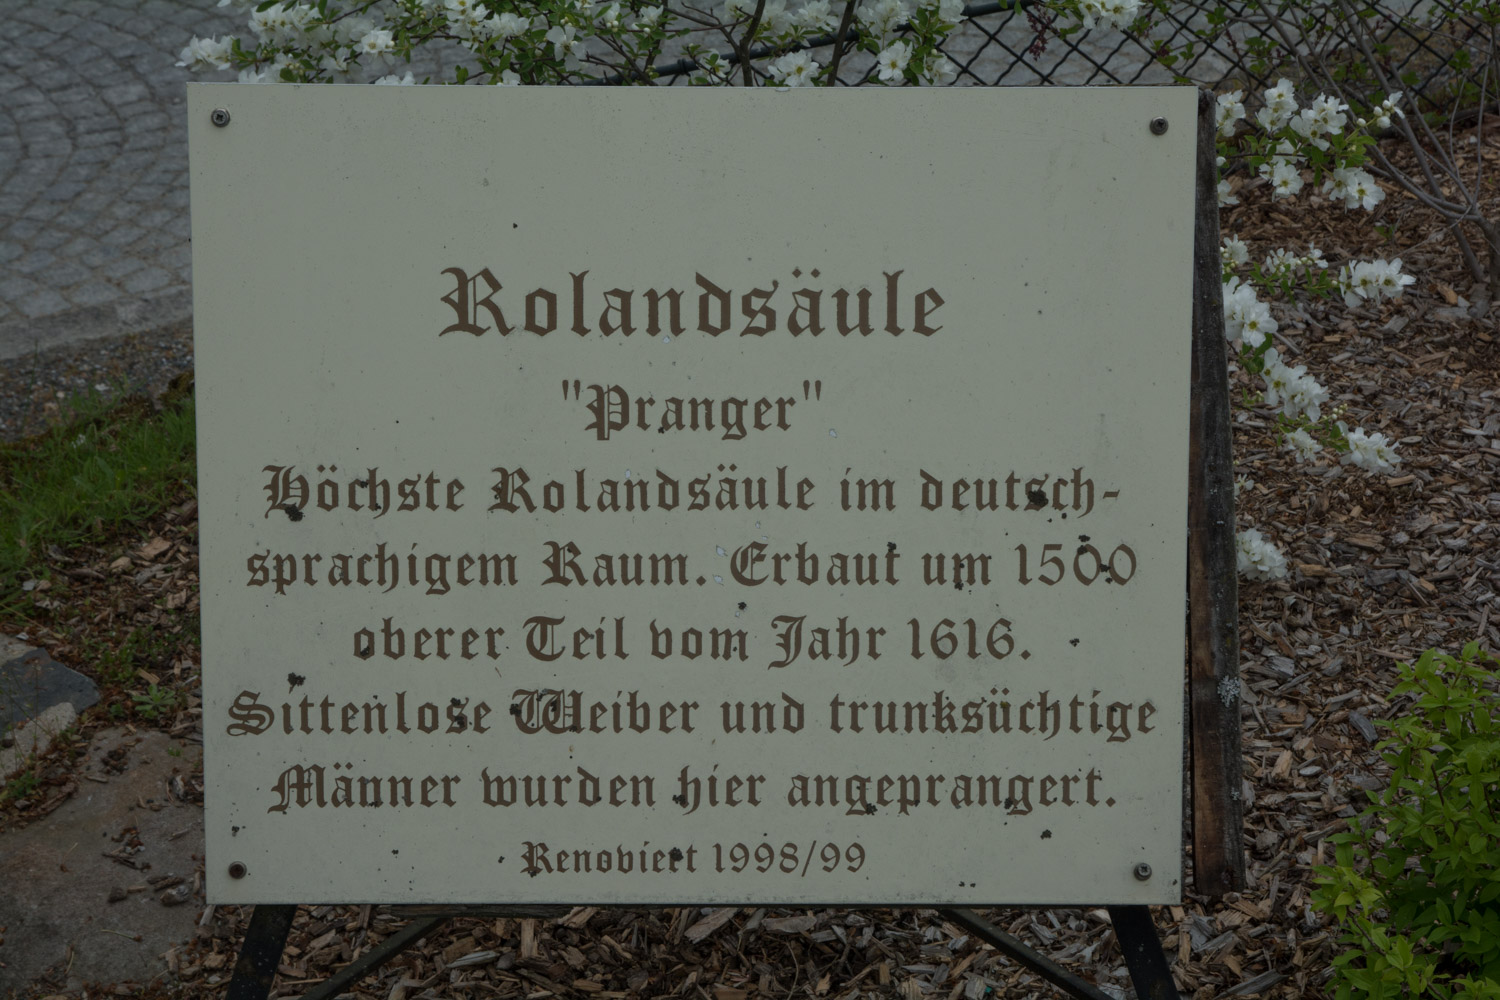 Rolandsäule
"Pranger"
Höchste Rolandsäule im deutsch-
sprachigem Raum. Erbaut um 1500
oberer Teil vom Jahr 1616.
Sittenlose Weiber und trunksüchtige
Männer wurden hier angeprangert.
Renoviert 1998/99